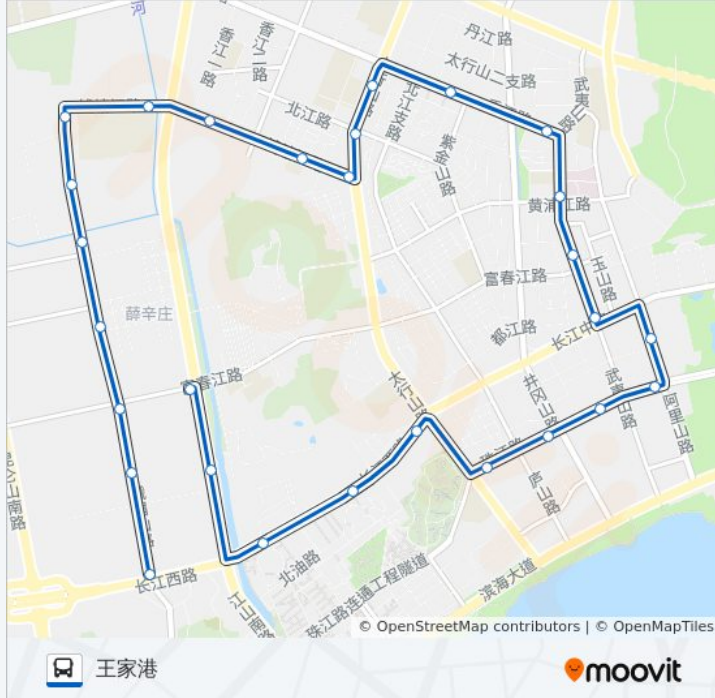 河
丹江路
香江一路
香江二路
太行山二支路
武夷山
路
北江路
北江支路
紫金山路
黄浦江路
玉山路
富春江路
薛辛庄
都江路
长江中
富春江路
太行山路
井冈山路
阿里山路
庐山路
长江西路
北油路
江山南路
珠江路连通工程隧道
滨海大道
© OpenStreetMap contributors | © OpenMapTiles
王家港
moovit